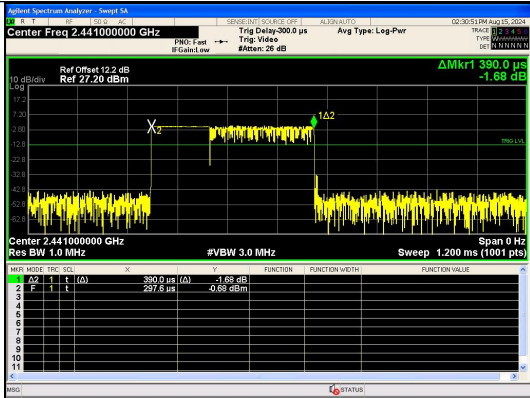 Agilent Spectrum Analyzer - Swept SA
R T RF 50 Ω AC SENSE:INT SOURCE OFF ALIGNAUTO 02:30:51 PM Aug 15, 2024
Center Freq 2.441000000 GHz Trig Delay-300.0 µs Avg Type: Log-Pwr TRACE 1 2 3 4 5 6
PNO: Fast Trig: Video TYPE
IFGain:Low #Atten: 26 dB DET N N N N N N
Ref Offset 12.2 dB ΔMkr1 390.0 µs
10 dB/div Ref 27.20 dBm -1.68 dB
Log
17.2
7.20
1Δ2
X2
-2.80
-12.8
TRIG LVL
-22.8
-32.8
-42.8
-52.8
-62.8
Center 2.441000000 GHz Span 0 Hz
Res BW 1.0 MHz #VBW 3.0 MHz Sweep 1.200 ms (1001 pts)
MKR MODE TRC SCL X Y FUNCTION FUNCTION WIDTH FUNCTION VALUE
1 Δ2 1 t (Δ) 390.0 µs (Δ) -1.68 dB
2 F 1 t 297.6 µs -0.68 dBm
3
4
5
6
7
8
9
10
11
MSG STATUS